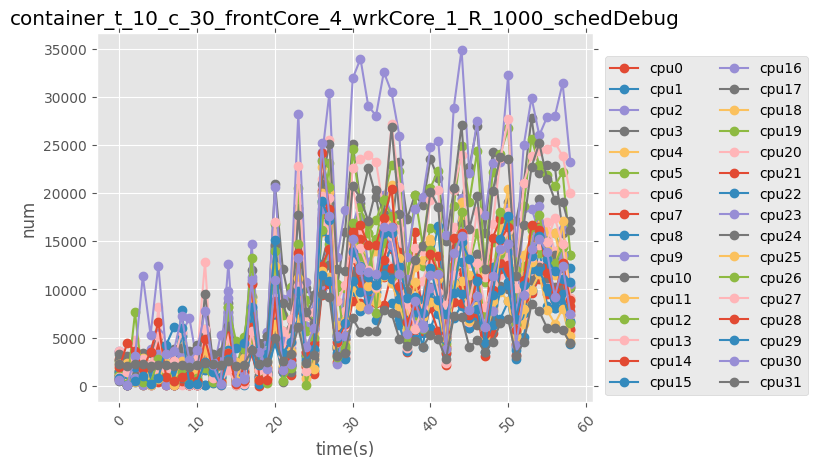 container_t_10_c_30_frontCore_4_wrkCore_1_R_1000_schedDebug
35000
30000
25000
20000
15000
10000
5000
0
num
0
10
20
30
40
50
60
time(s)
cpu0
cpu1
cpu2
cpu3
cpu4
cpu5
cpu6
cpu7
cpu8
cpu9
cpu10
cpu11
cpu12
cpu13
cpu14
cpu15
cpu16
cpu17
cpu18
cpu19
cpu20
cpu21
cpu22
cpu23
cpu24
cpu25
cpu26
cpu27
cpu28
cpu29
cpu30
cpu31